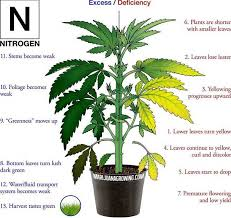 Excess / Deficiency
N
NITROGEN
11. Stems become weak
10. Foliage becomes
weak
9. "Greenness" moves up
8. Bottom leaves turn lush
dark green
12. Water/fluid transport
system becomes weak
13. Harvest tastes green
6. Plants are shorter
with smaller leaves
2. Leaves lose luster
3. Yellowing
progresses upward
1. Lower leaves turn yellow
4. Leaves continue to yellow,
curl and discolor
5. Leaves start to drop
7. Premature flowering
and low yield